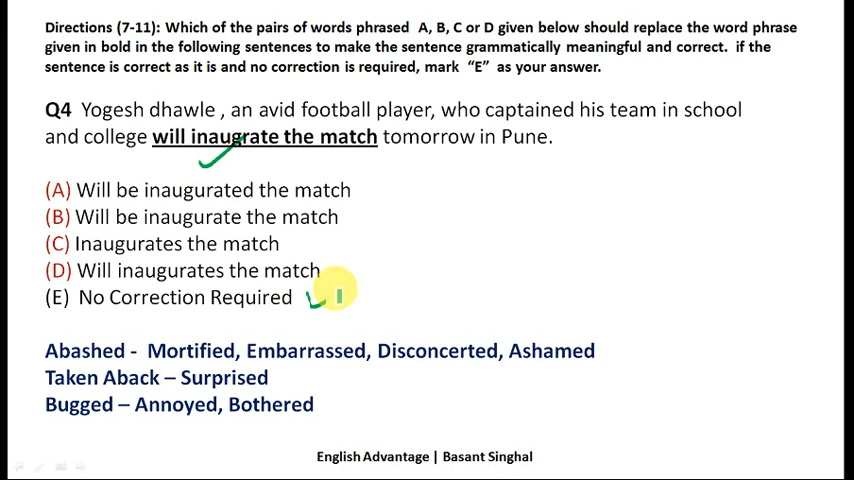 Directions (7-11): Which of the pairs of words phrased A, B, C or D given below should replace the word phrase
given in bold in the following sentences to make the sentence grammatically meaningful and correct. if the
sentence is correct as it is and no correction is required, mark “E” as your answer.
Q4 Yogesh dhawle , an avid football player, who captained his team in school
and college will inaugrate the match tomorrow in Pune.
(A) Will be inaugurated the match
(B) Will be inaugurate the match
(C) Inaugurates the match
(D) Will inaugurates the match
(E) No Correction Required
Abashed - Mortified, Embarrassed, Disconcerted, Ashamed
Taken Aback – Surprised
Bugged – Annoyed, Bothered
English Advantage | Basant Singhal